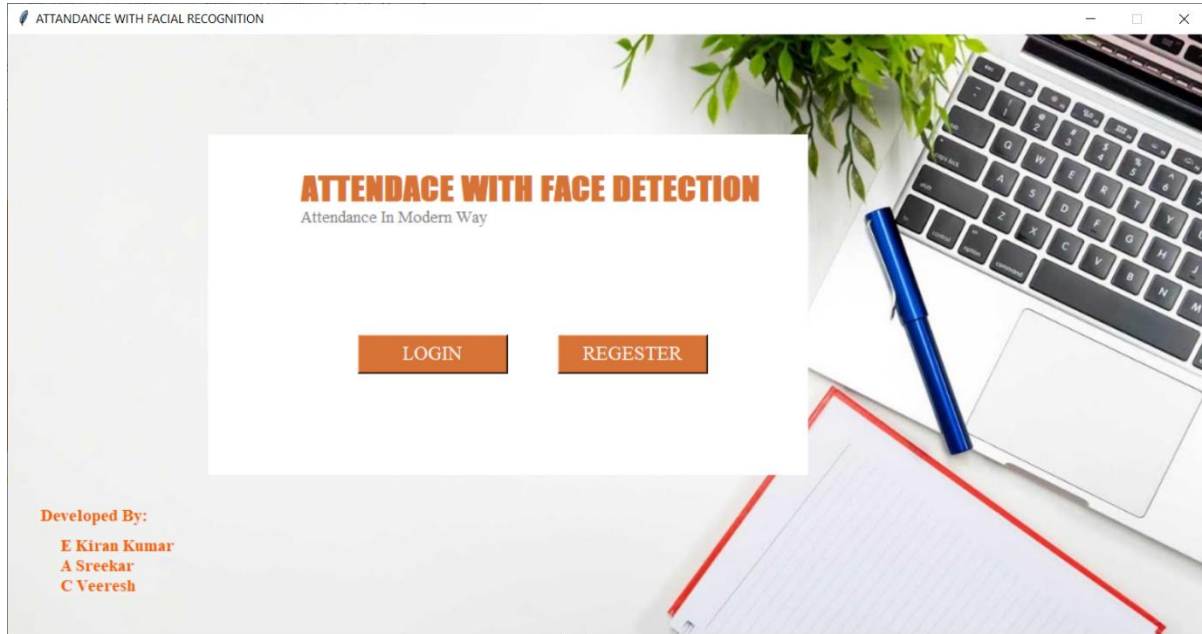 ATTANDANCE WITH FACIAL RECOGNITION
ATTENDACE WITH FACE DETECTION
Attendance In Modern Way
LOGIN
REGESTER
Developed By:
E Kiran Kumar
A Sreekar
C Veeresh